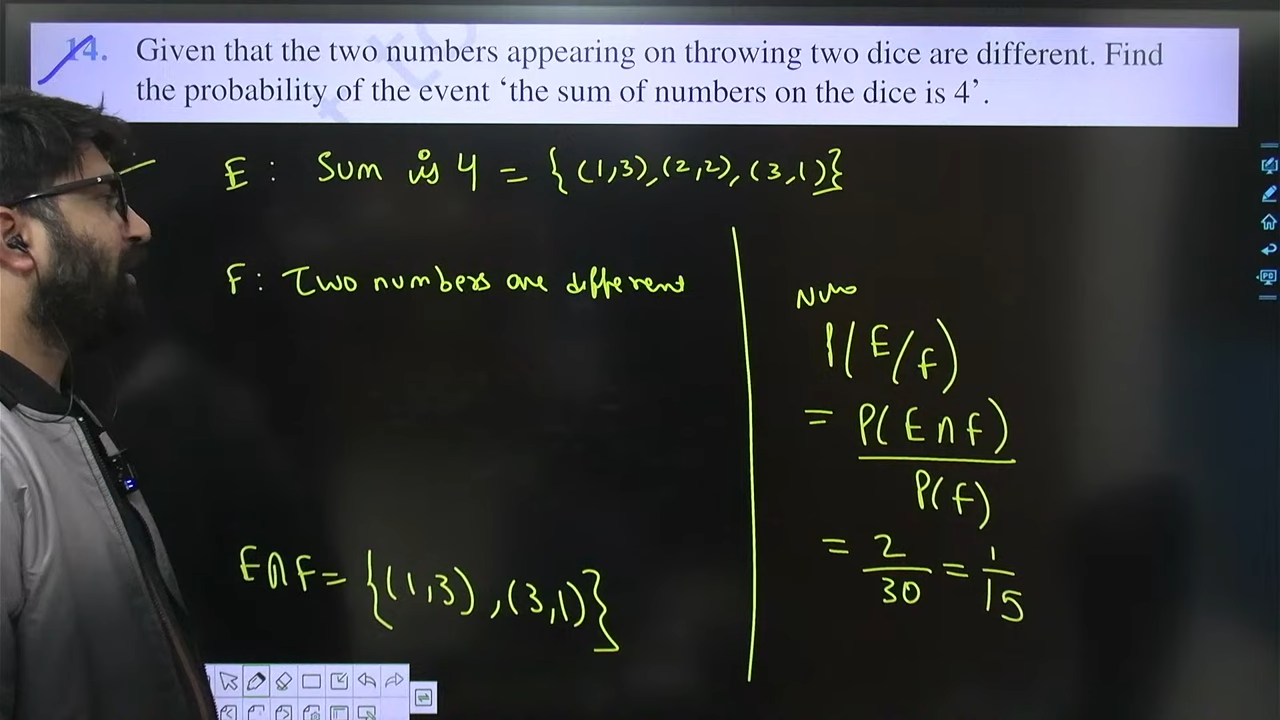 14. Given that the two numbers appearing on throwing two dice are different. Find
the probability of the event ‘the sum of numbers on the dice is 4’.
E : Sum is 4 = {(1,3),(2,2),(3,1)}
F : Two numbers are different
P(E/F)
= P(E∩F)
P(F)
= 2/30 = 1/15
E∩F = {(1,3),(3,1)}